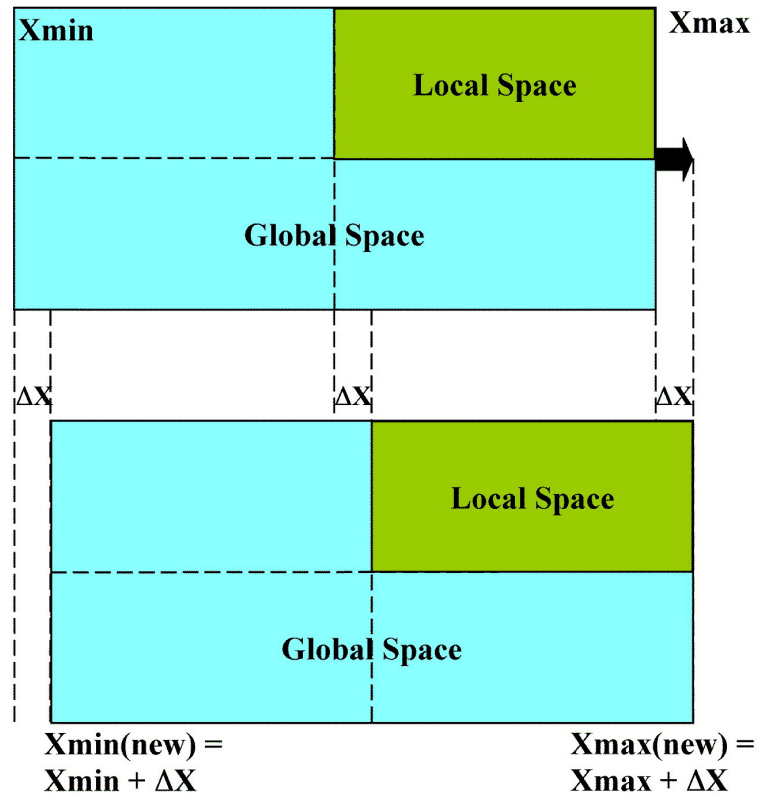 Xmin
Xmax
Local Space
Global Space
ΔX
ΔX
ΔX
Local Space
Global Space
Xmin(new) =
Xmin + ΔX
Xmax(new) =
Xmax + ΔX